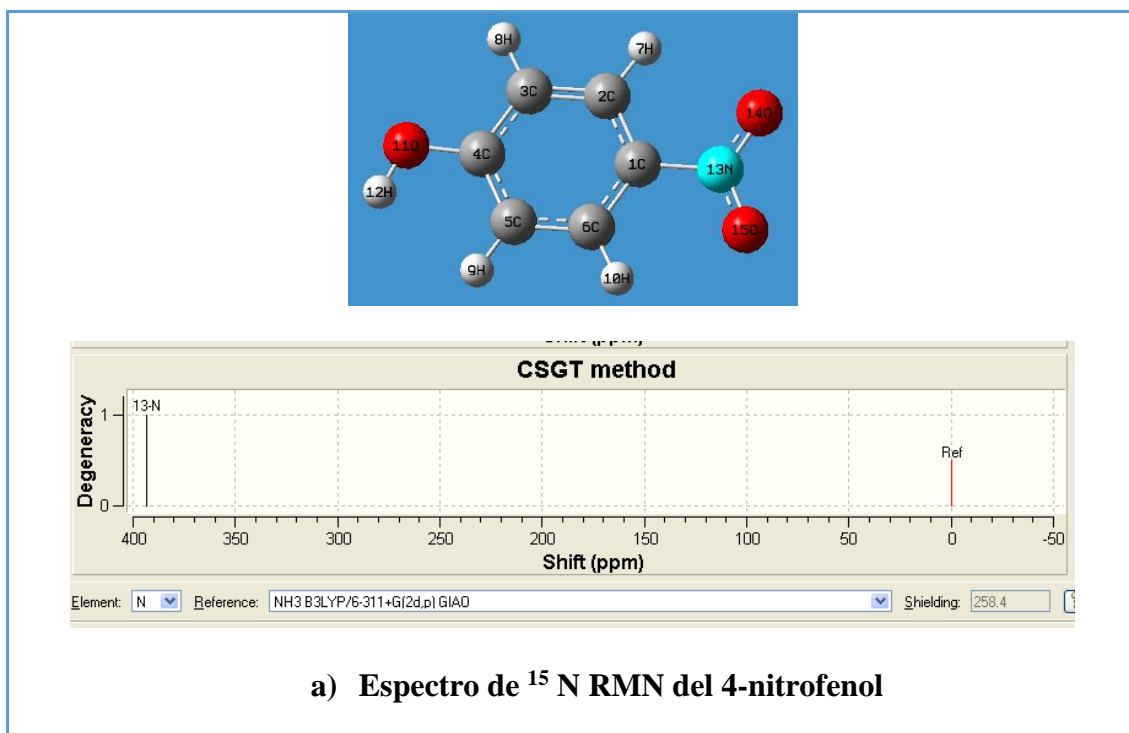 8H
7H
3C
2C
14O
11O
4C
1C
13N
12H
15O
5C
6C
9H
10H
CSGT method
Degeneracy
1
0
13-N
Ref
400 350 300 250 200 150 100 50 0 -50
Shift (ppm)
Element: N Reference: NH3 B3LYP/6-311+G(2d,p) GIAO Shielding: 258.4
a) Espectro de ¹⁵ N RMN del 4-nitrofenol